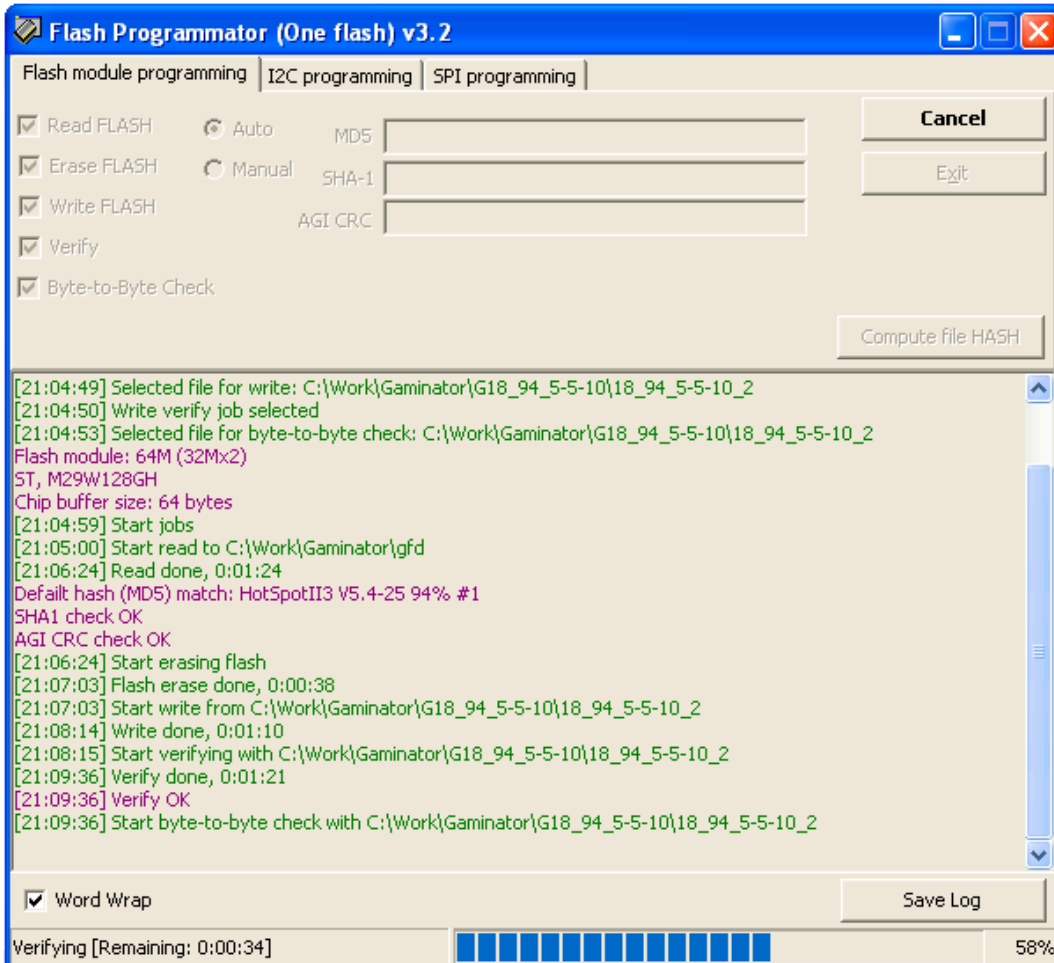 Flash Programmator (One flash) v3.2
Flash module programming I2C programming SPI programming
Read FLASH Auto MD5 Cancel
Erase FLASH Manual SHA-1 Exit
Write FLASH AGI CRC
Verify
Byte-to-Byte Check
Compute file HASH
[21:04:49] Selected file for write: C:\Work\Gaminator\G18_94_5-5-10\18_94_5-5-10_2
[21:04:50] Write verify job selected
[21:04:53] Selected file for byte-to-byte check: C:\Work\Gaminator\G18_94_5-5-10\18_94_5-5-10_2
Flash module: 64M (32Mx2)
ST, M29W128GH
Chip buffer size: 64 bytes
[21:04:59] Start jobs
[21:05:00] Start read to C:\Work\Gaminator\gfd
[21:06:24] Read done, 0:01:24
Defailt hash (MD5) match: HotSpotII3 V5.4-25 94% #1
SHA1 check OK
AGI CRC check OK
[21:06:24] Start erasing flash
[21:07:03] Flash erase done, 0:00:38
[21:07:03] Start write from C:\Work\Gaminator\G18_94_5-5-10\18_94_5-5-10_2
[21:08:14] Write done, 0:01:10
[21:08:15] Start verifying with C:\Work\Gaminator\G18_94_5-5-10\18_94_5-5-10_2
[21:09:36] Verify done, 0:01:21
[21:09:36] Verify OK
[21:09:36] Start byte-to-byte check with C:\Work\Gaminator\G18_94_5-5-10\18_94_5-5-10_2
Word Wrap Save Log
Verifying [Remaining: 0:00:34] 58%